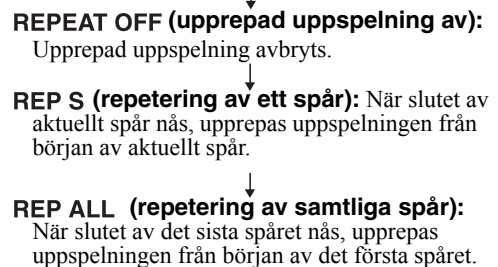 REPEAT OFF (upprepad uppspelning av):
Upprepad uppspelning avbryts.
REP S (repetering av ett spår): När slutet av
aktuellt spår nås, upprepas uppspelningen från
början av aktuellt spår.
REP ALL (repetering av samtliga spår):
När slutet av det sista spåret nås, upprepas
uppspelningen från början av det första spåret.